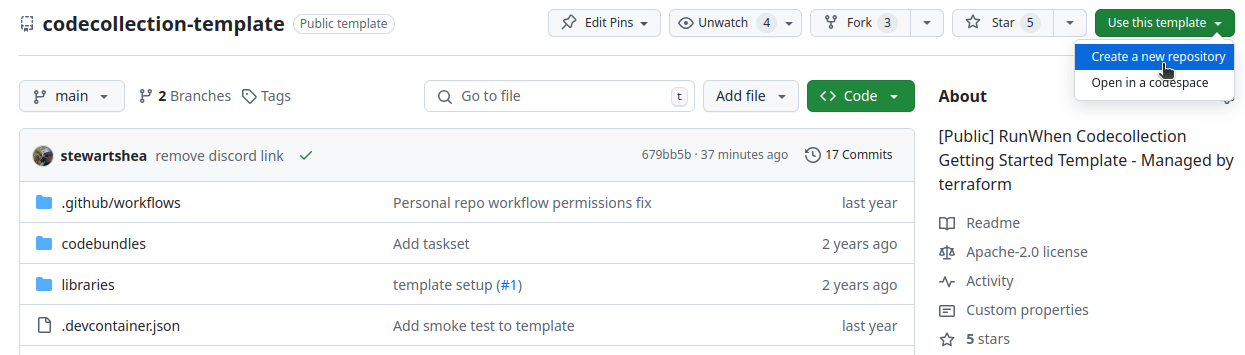 codecollection-template Public template Edit Pins Unwatch 4 Fork 3 Star 5 Use this template
Create a new repository
Open in a codespace
main 2 Branches Tags Go to file t Add file Code
stewartshea remove discord link 679bb5b · 37 minutes ago 17 Commits
.github/workflows Personal repo workflow permissions fix last year
codebundles Add taskset 2 years ago
libraries template setup (#1) 2 years ago
.devcontainer.json Add smoke test to template last year
About
[Public] RunWhen Codecollection
Getting Started Template - Managed by
terraform
Readme
Apache-2.0 license
Activity
Custom properties
5 stars